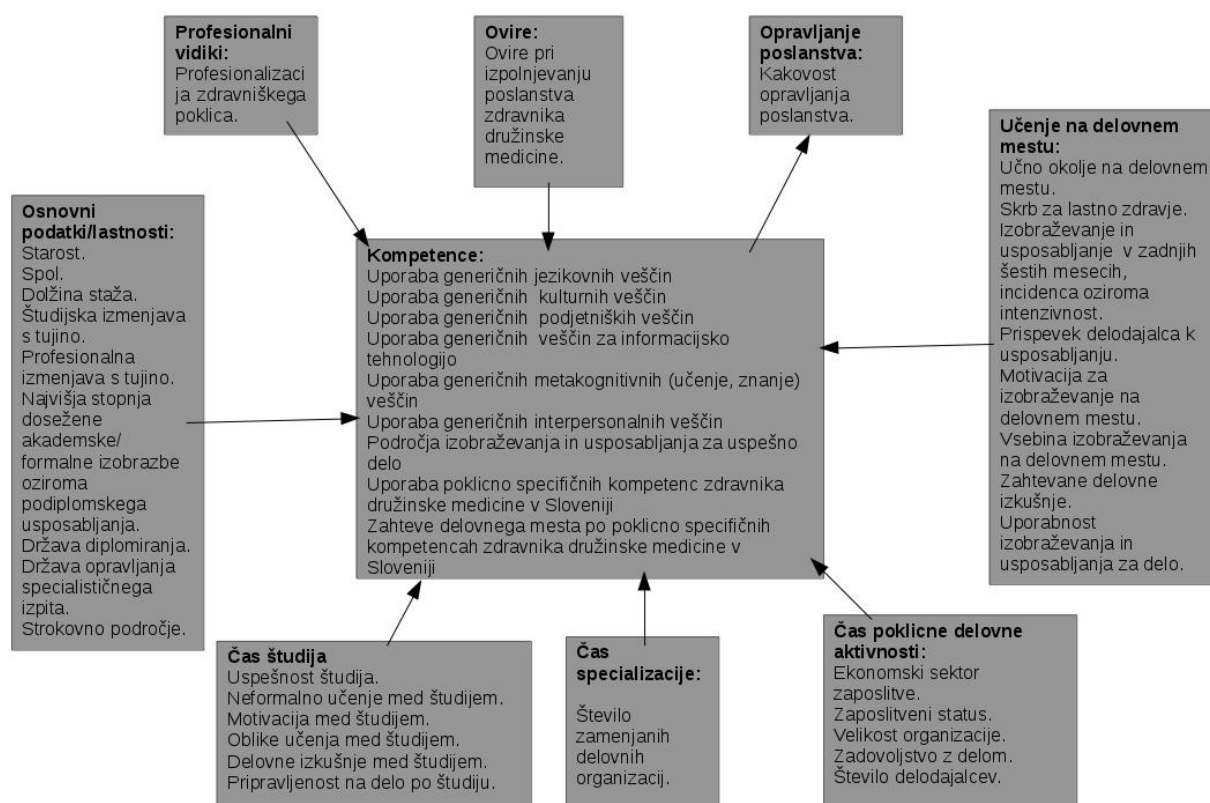 Profesionalni
vidiki:
Profesionalizaci
ja zdravniškega
poklica.
Ovire:
Ovire pri
izpolnjevanju
poslanstva
zdravnika
družinske
medicine.
Opravljanje
poslanstva:
Kakovost
opravljanja
poslanstva.
Učenje na delovnem
mestu:
Učno okolje na delovnem
mestu.
Skrb za lastno zdravje.
Izobraževanje in
usposabljanje v zadnjih
šestih mesecih,
incidenca oziroma
intenzivnost.
Prispevek delodajalca k
usposabljanju.
Motivacija za
izobraževanje na
delovnem mestu.
Vsebina izobraževanja
na delovnem mestu.
Zahtevane delovne
izkušnje.
Uporabnost
izobraževanja in
usposabljanja za delo.
Osnovni
podatki/lastnosti:
Starost.
Spol.
Dolžina staža.
Študijska izmenjava
s tujino.
Profesionalna
izmenjava s tujino.
Najvišja stopnja
dosežene
akademske/
formalne izobrazbe
oziroma
podiplomskega
usposabljanja.
Država diplomiranja.
Država opravljanja
specialističnega
izpita.
Strokovno področje.
Kompetence:
Uporaba generičnih jezikovnih veščin
Uporaba generičnih kulturnih veščin
Uporaba generičnih podjetniških veščin
Uporaba generičnih veščin za informacijsko
tehnologijo
Uporaba generičnih metakognitivnih (učenje, znanje)
veščin
Uporaba generičnih interpersonalnih veščin
Področja izobraževanja in usposabljanja za uspešno
delo
Uporaba poklicno specifičnih kompetenc zdravnika
družinske medicine v Sloveniji
Zahteve delovnega mesta po poklicno specifičnih
kompetencah zdravnika družinske medicine v
Sloveniji
Čas študija
Uspešnost študija.
Neformalno učenje med študijem.
Motivacija med študijem.
Oblike učenja med študijem.
Delovne izkušnje med študijem.
Pripravljenost na delo po študiju.
Čas
specializacije:
Število
zamenjanih
delovnih
organizacij.
Čas poklicne delovne
aktivnosti:
Ekonomski sektor
zaposlitve.
Zaposlitveni status.
Velikost organizacije.
Zadovoljstvo z delom.
Število delodajalcev.